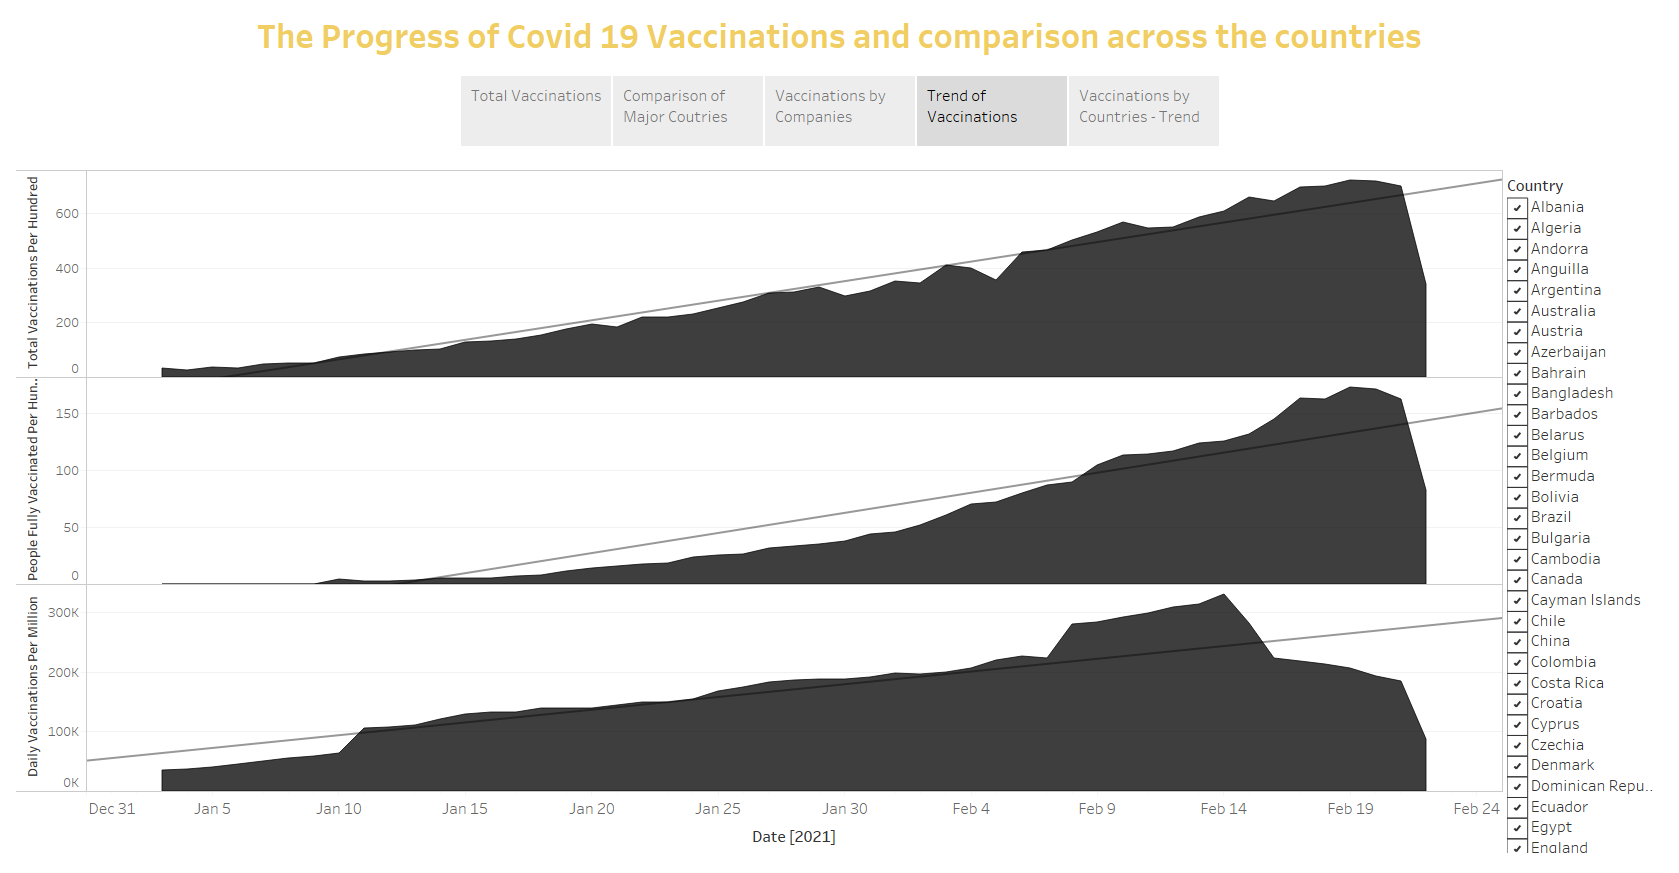 The Progress of Covid 19 Vaccinations and comparison across the countries
Total Vaccinations
Comparison of
Major Coutries
Vaccinations by
Companies
Trend of
Vaccinations
Vaccinations by
Countries - Trend
Total Vaccinations Per Hundred
600
400
200
0
People Fully Vaccinated Per Hun..
150
100
50
0
Daily Vaccinations Per Million
300K
200K
100K
0K
Dec 31
Jan 5
Jan 10
Jan 15
Jan 20
Jan 25
Jan 30
Feb 4
Feb 9
Feb 14
Feb 19
Feb 24
Date [2021]
Country
Albania
Algeria
Andorra
Anguilla
Argentina
Australia
Austria
Azerbaijan
Bahrain
Bangladesh
Barbados
Belarus
Belgium
Bermuda
Bolivia
Brazil
Bulgaria
Cambodia
Canada
Cayman Islands
Chile
China
Colombia
Costa Rica
Croatia
Cyprus
Czechia
Denmark
Dominican Repu..
Ecuador
Egypt
England